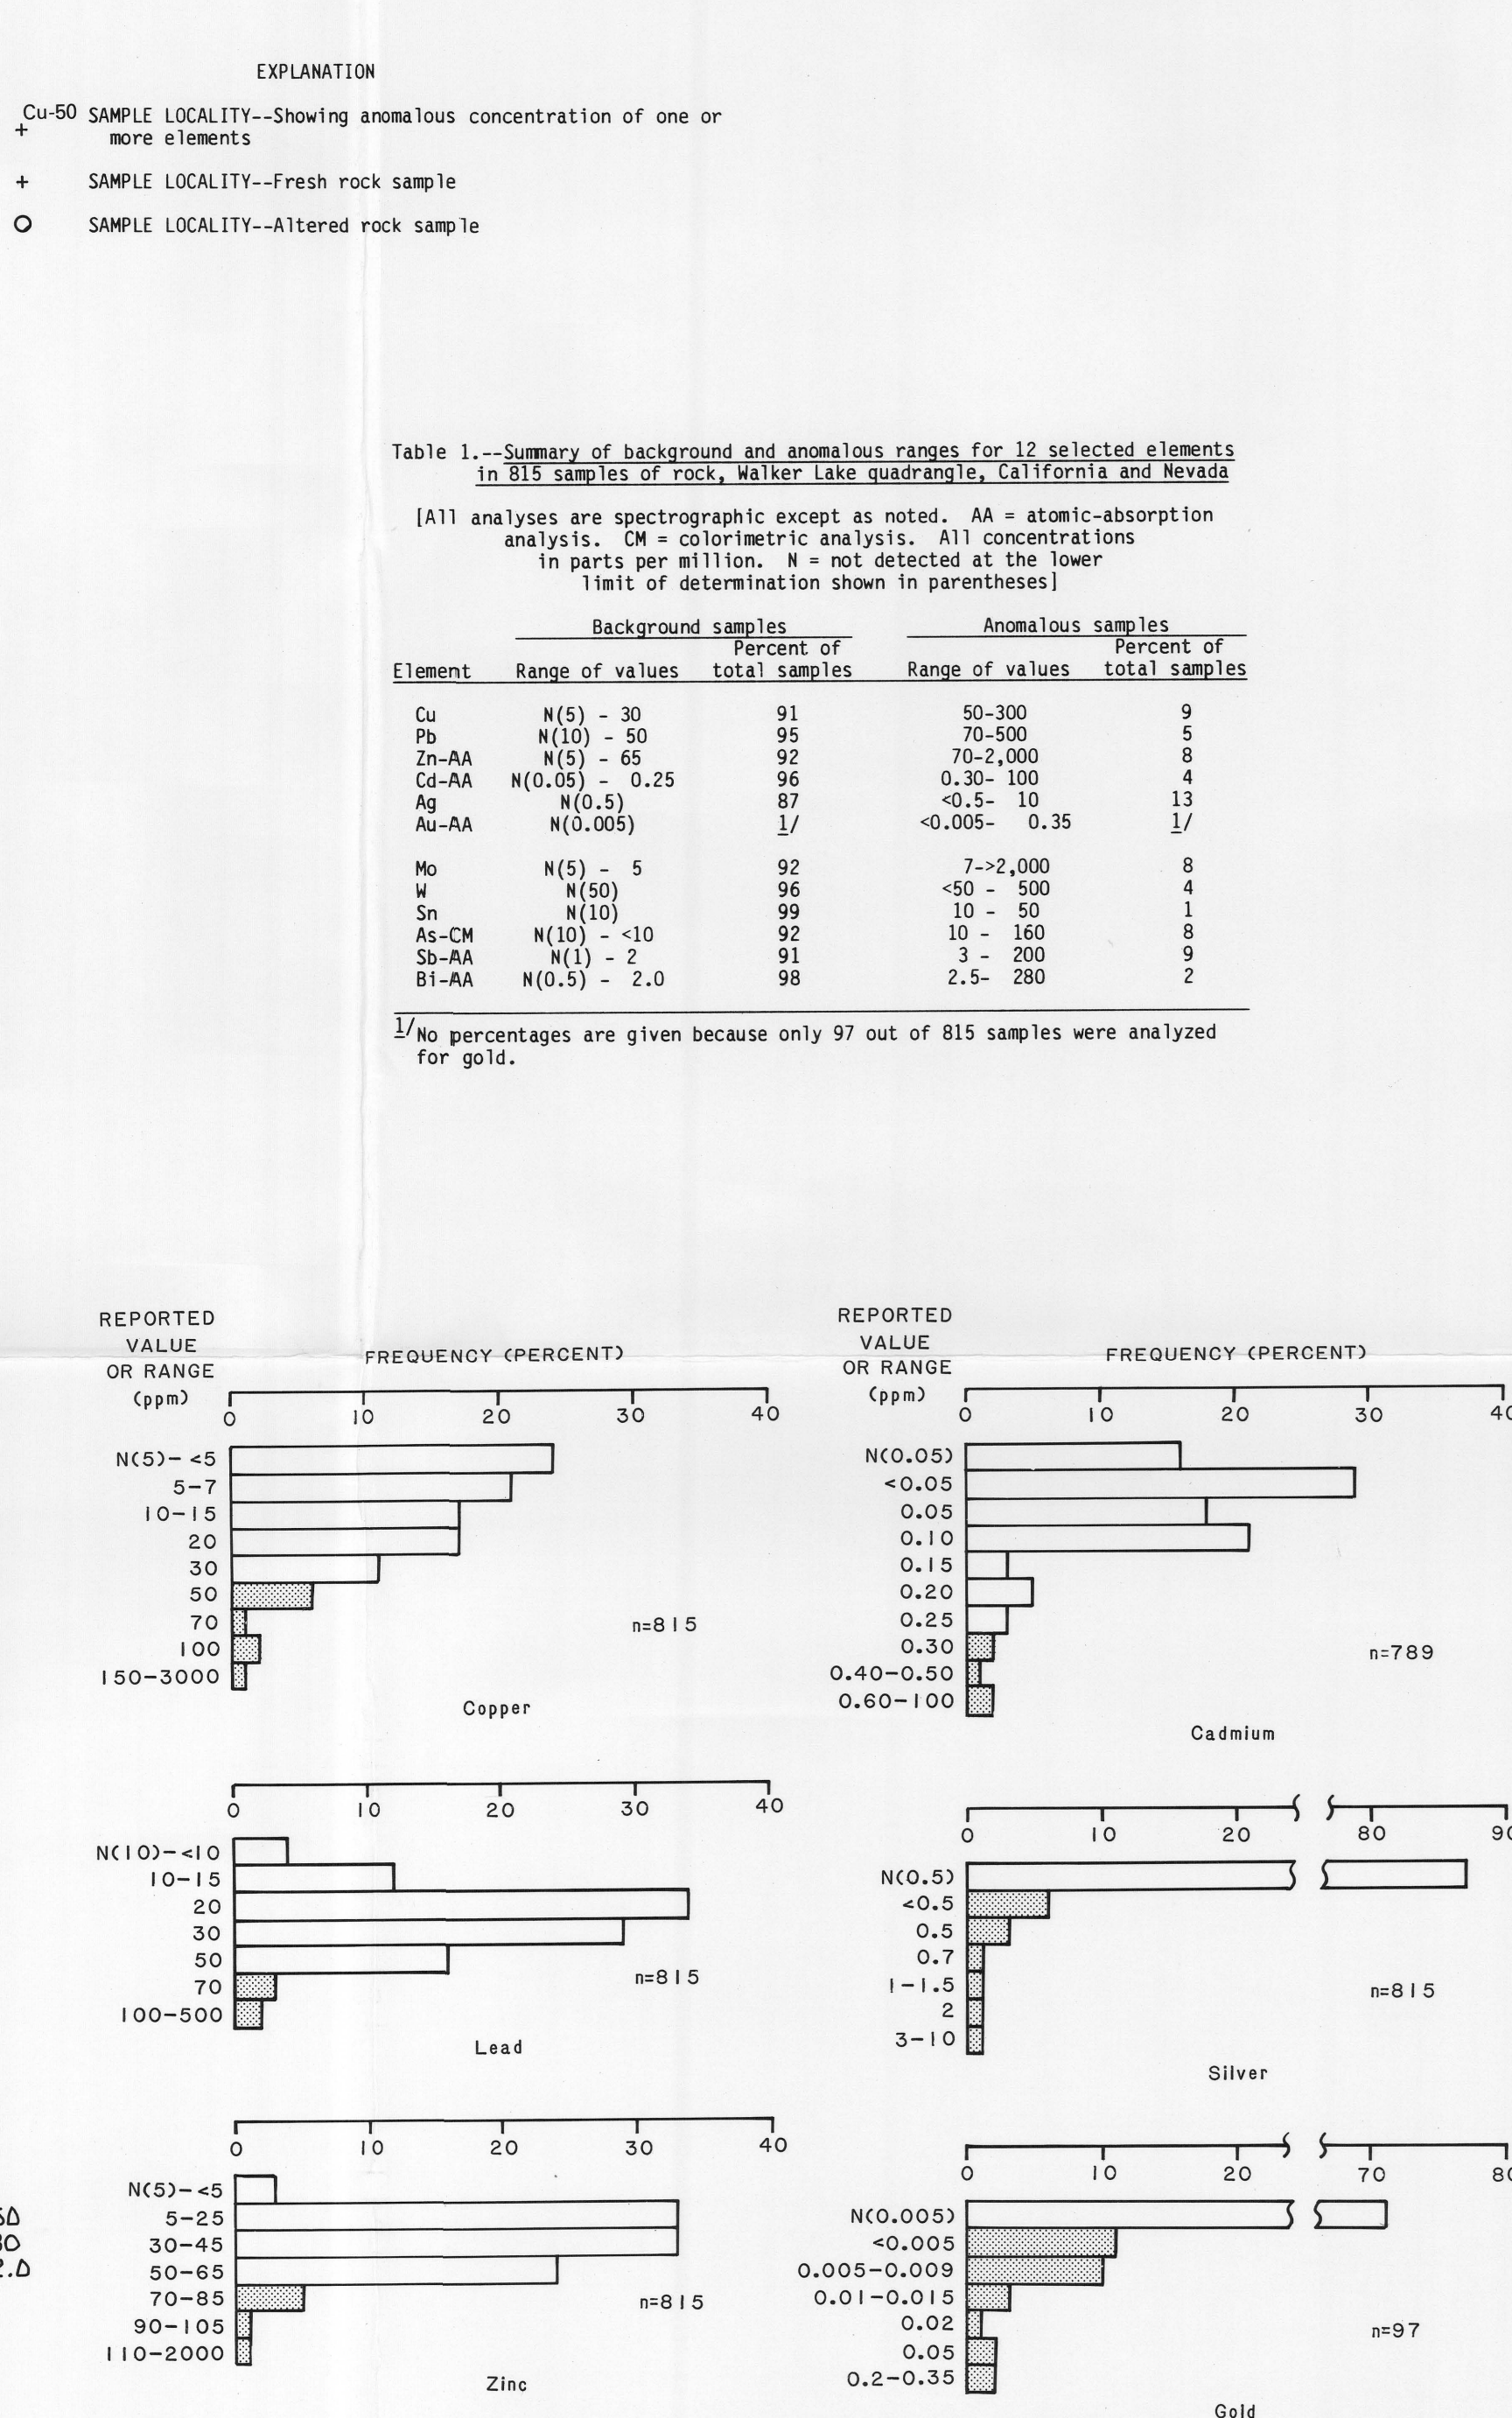 EXPLANATION
Cu-50 SAMPLE LOCALITY--Showing anomalous concentration of one or
+
more elements
+ SAMPLE LOCALITY--Fresh rock sample
O SAMPLE LOCALITY--Altered rock sample
Table 1.--Summary of background and anomalous ranges for 12 selected elements
in 815 samples of rock, Walker Lake quadrangle, California and Nevada
[All analyses are spectrographic except as noted. AA = atomic-absorption
analysis. CM = colorimetric analysis. All concentrations
in parts per million. N = not detected at the lower
limit of determination shown in parentheses]
Background samples Anomalous samples
Percent of Percent of
Element Range of values total samples Range of values total samples
Cu N(5) - 30 91 50-300 9
Pb N(10) - 50 95 70-500 5
Zn-AA N(5) - 65 92 70-2,000 8
Cd-AA N(0.05) - 0.25 96 0.30- 100 4
Ag N(0.5) 87 <0.5- 10 13
Au-AA N(0.005) 1/ <0.005- 0.35 1/
Mo N(5) - 5 92 7->2,000 8
W N(50) 96 <50 - 500 4
Sn N(10) 99 10 - 50 1
As-CM N(10) - <10 92 10 - 160 8
Sb-AA N(1) - 2 91 3 - 200 9
Bi-AA N(0.5) - 2.0 98 2.5- 280 2
1/No percentages are given because only 97 out of 815 samples were analyzed
for gold.
REPORTED
VALUE
OR RANGE
(ppm)
FREQUENCY (PERCENT)
0 10 20 30 40
N(5)-<5
5-7
10-15
20
30
50
70
100
150-3000
n=815
Copper
0 10 20 30 40
N(10)-<10
10-15
20
30
50
70
100-500
n=815
Lead
0 10 20 30 40
N(5)-<5
5-25
30-45
50-65
70-85
90-105
110-2000
n=815
Zinc
REPORTED
VALUE
OR RANGE
(ppm)
FREQUENCY (PERCENT)
0 10 20 30
N(0.05)
<0.05
0.05
0.10
0.15
0.20
0.25
0.30
0.40-0.50
0.60-100
n=789
Cadmium
0 10 20 80
N(0.5)
<0.5
0.5
0.7
1-1.5
2
3-10
n=815
Silver
0 10 20 70
N(0.005)
<0.005
0.005-0.009
0.01-0.015
0.02
0.05
0.2-0.35
n=97
Gold